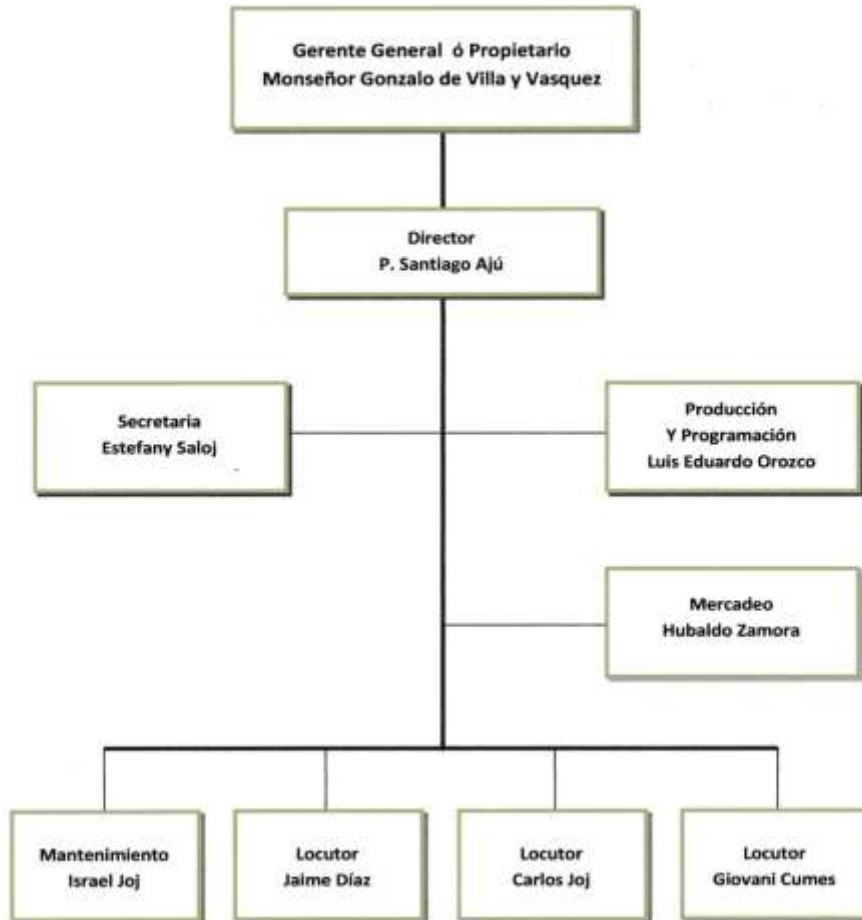 Gerente General ó Propietario
Monseñor Gonzalo de Villa y Vasquez
Director
P. Santiago Ajú
Secretaria
Estefany Saloj
Producción
Y Programación
Luis Eduardo Orozco
Mercadeo
Hubaldo Zamora
Mantenimiento
Israel Joj
Locutor
Jaime Díaz
Locutor
Carlos Joj
Locutor
Giovani Cumes